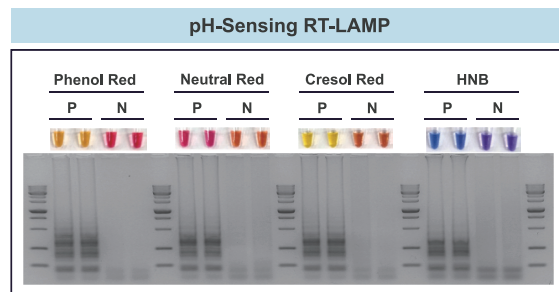 pH-Sensing RT-LAMP
Phenol Red Neutral Red Cresol Red HNB
P N P N P N P N